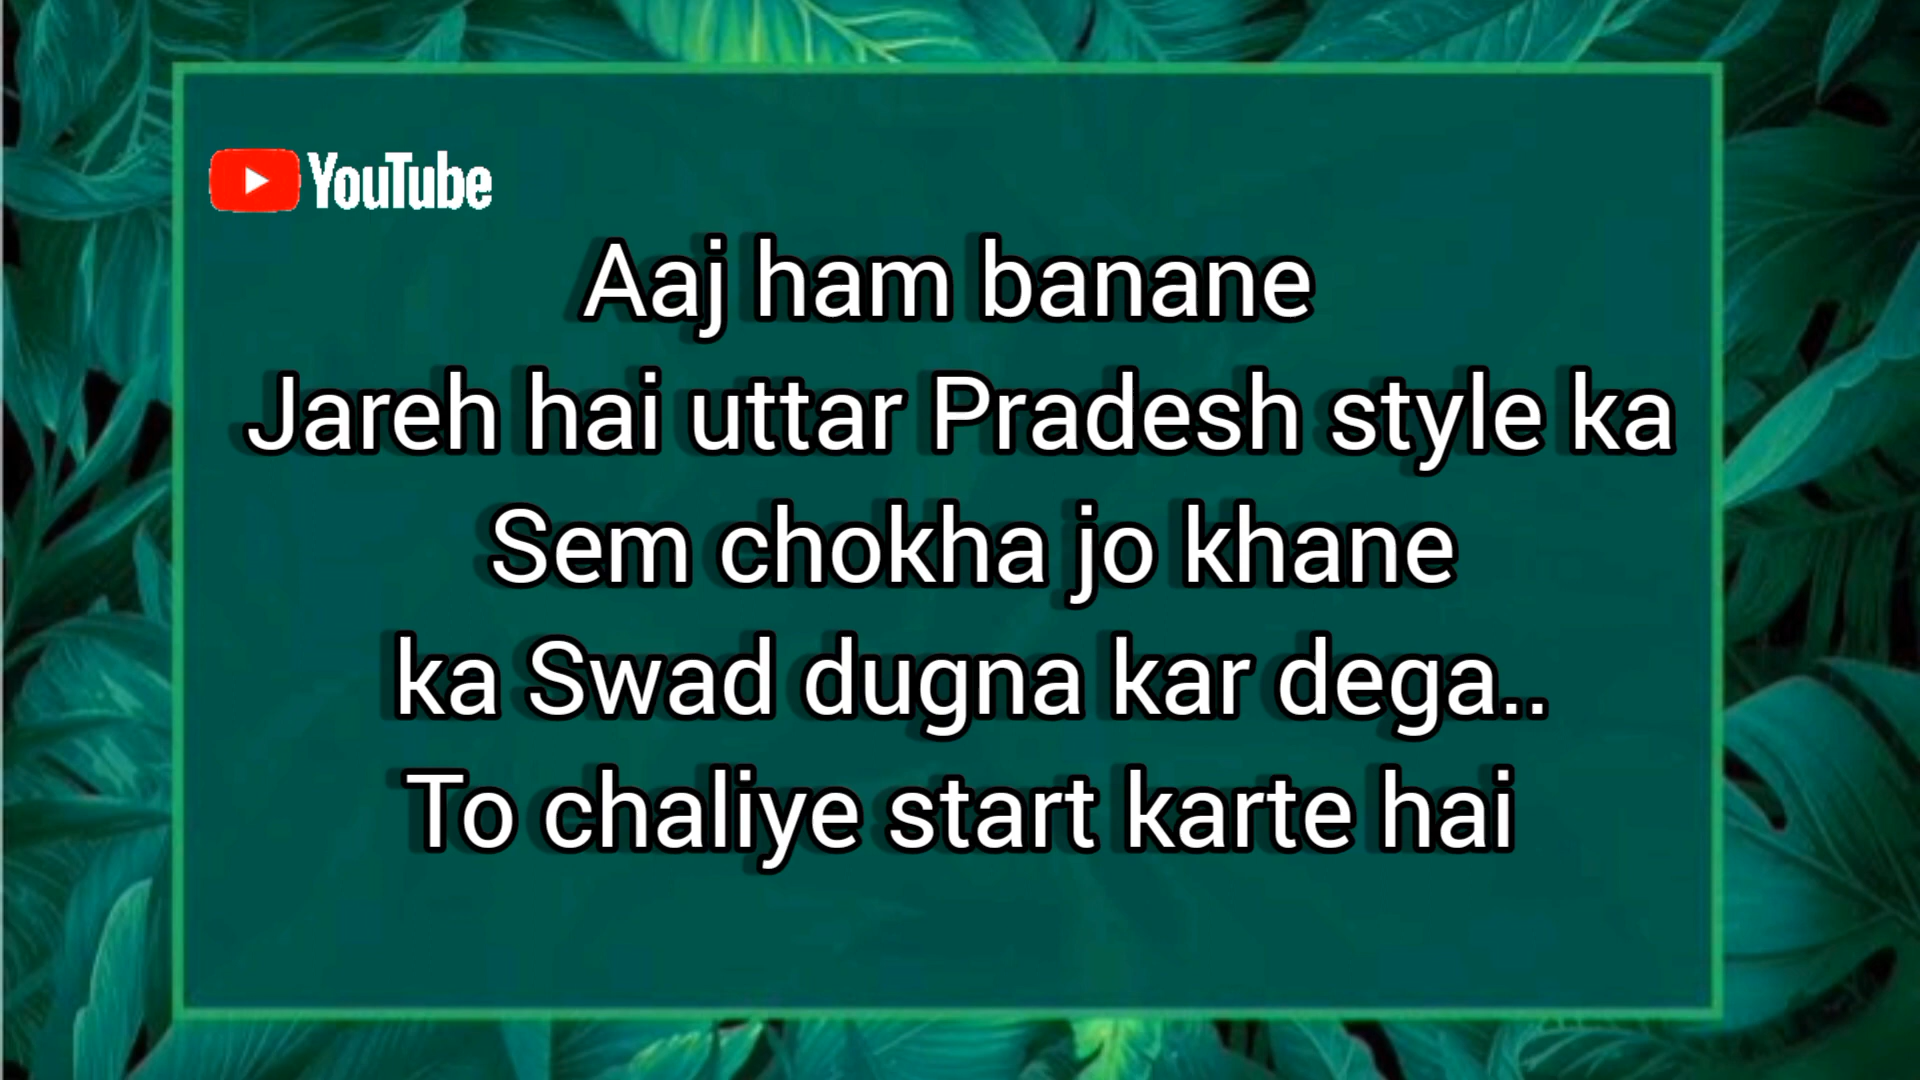 YouTube
Aaj ham banane
Jareh hai uttar Pradesh style ka
Sem chokha jo khane
ka Swad dugna kar dega..
To chaliye start karte hai